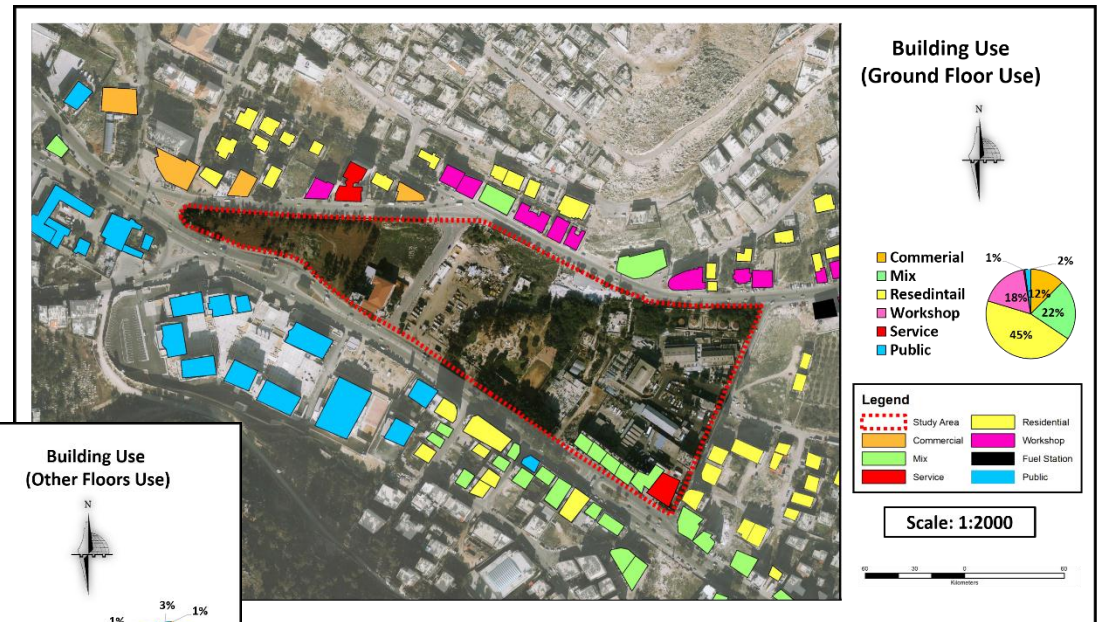 Building Use
(Ground Floor Use)
N
Commerial
Mix
Resedintail
Workshop
Service
Public
1%
2%
18%
12%
22%
45%
Legend
Study Area
Residential
Commercial
Workshop
Mix
Fuel Station
Service
Public
Scale: 1:2000
60
30
0
60
Kilometers
Building Use
(Other Floors Use)
N
3%
1%
1%